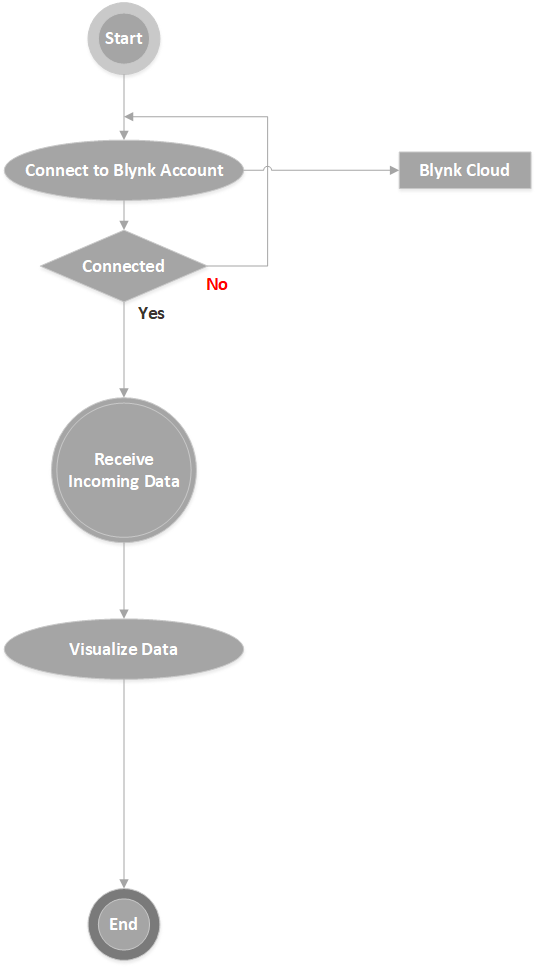 Start
Connect to Blynk Account
Blynk Cloud
Connected
No
Yes
Receive
Incoming Data
Visualize Data
End